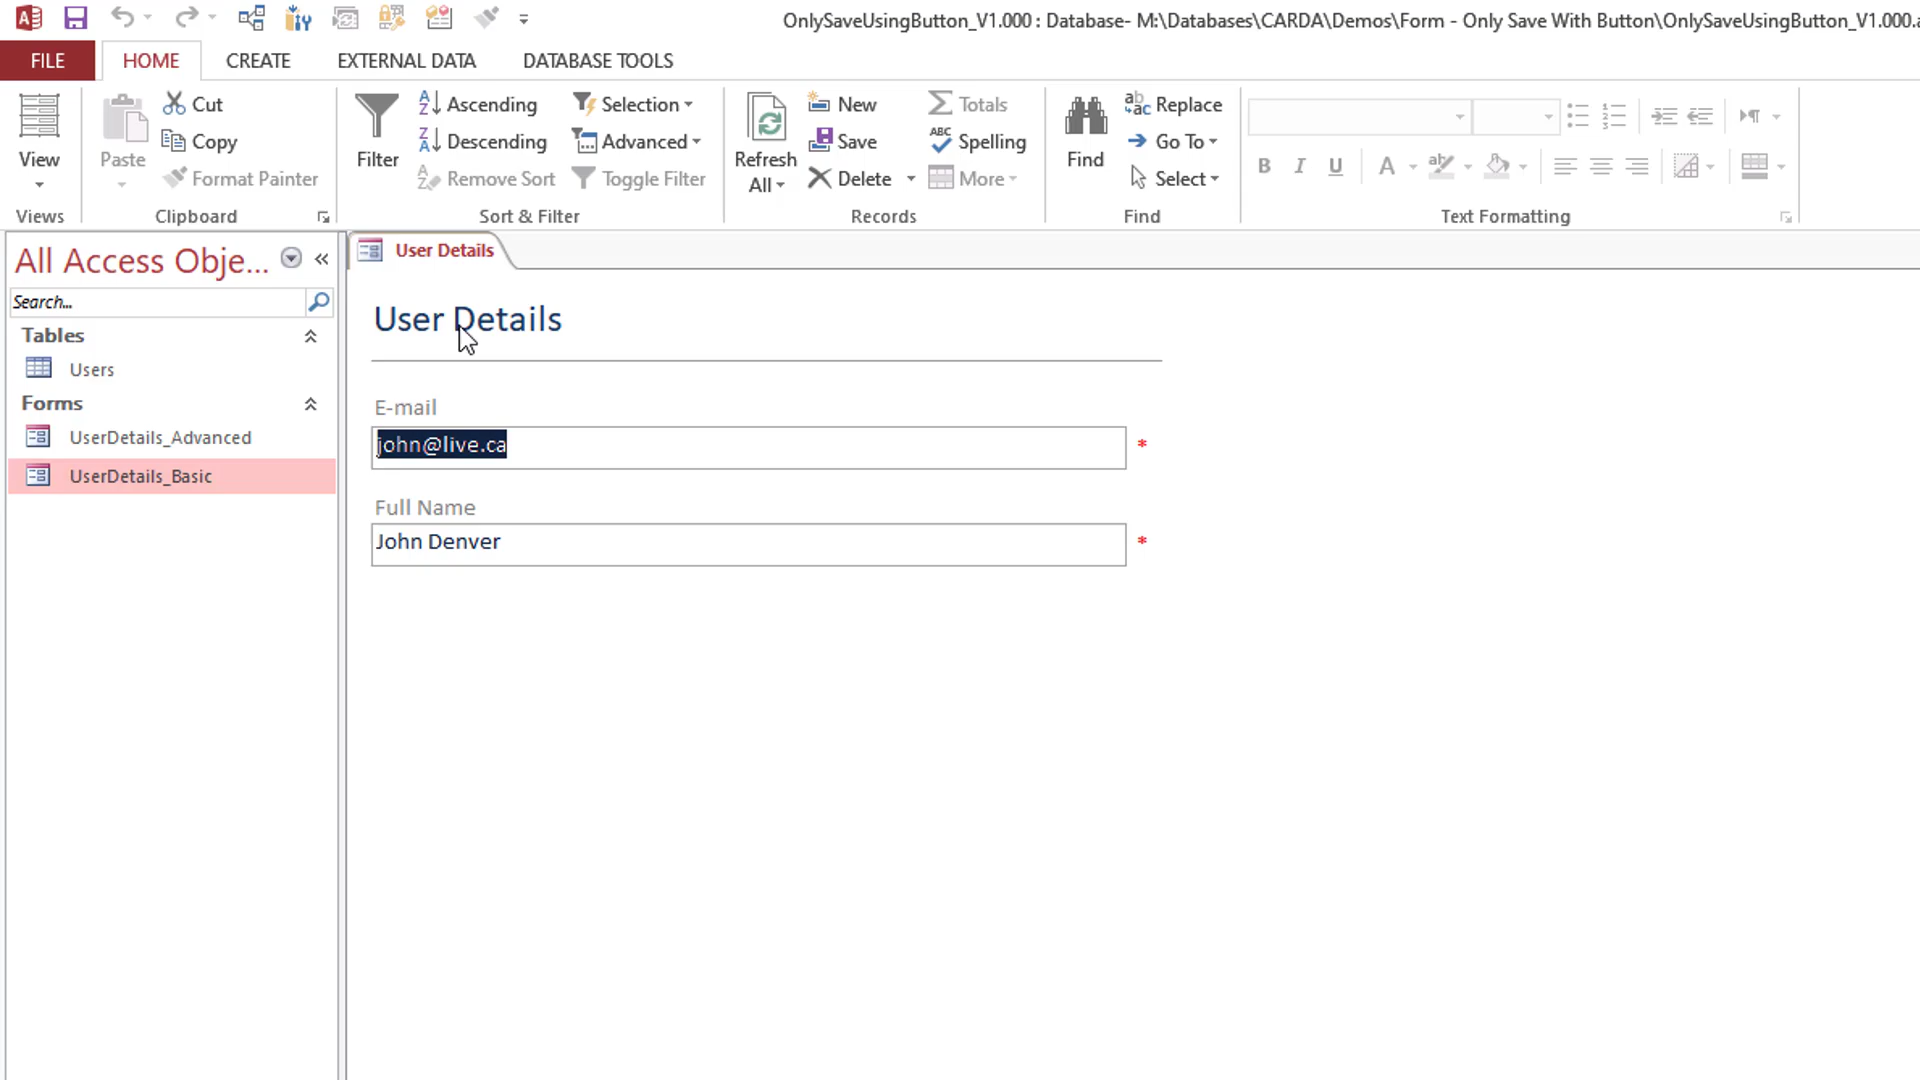 OnlySaveUsingButton_V1.000 : Database- M:\Databases\CARDA\Demos\Form - Only Save With Button\OnlySaveUsingButton_V1.000.a
FILE HOME CREATE EXTERNAL DATA DATABASE TOOLS
View
Views
Paste
Cut
Copy
Format Painter
Clipboard
Filter
Ascending
Descending
Remove Sort
Selection
Advanced
Toggle Filter
Sort & Filter
Refresh
All
New
Save
Delete
Totals
Spelling
More
Records
Find
Replace
Go To
Select
Find
B I U A
Text Formatting
All Access Obje...
Search...
Tables
Users
Forms
UserDetails_Advanced
UserDetails_Basic
User Details
User Details
E-mail
john@live.ca *
Full Name
John Denver *